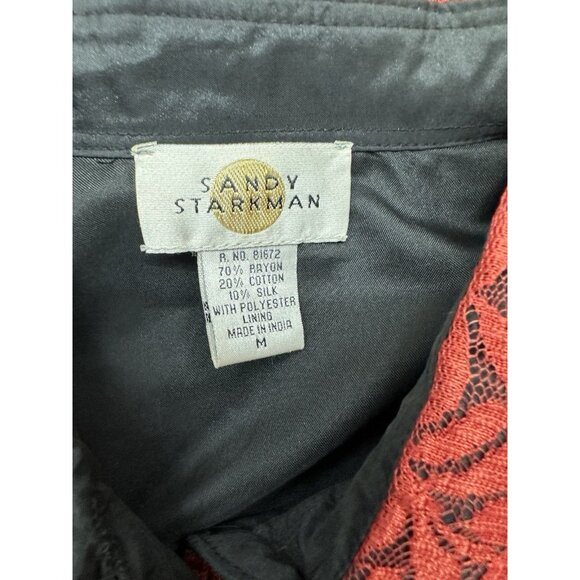 SANDY
STARKMAN
R. NO. 81672
70% RAYON
20% COTTON
10% SILK
WITH POLYESTER
LINING
MADE IN INDIA
M